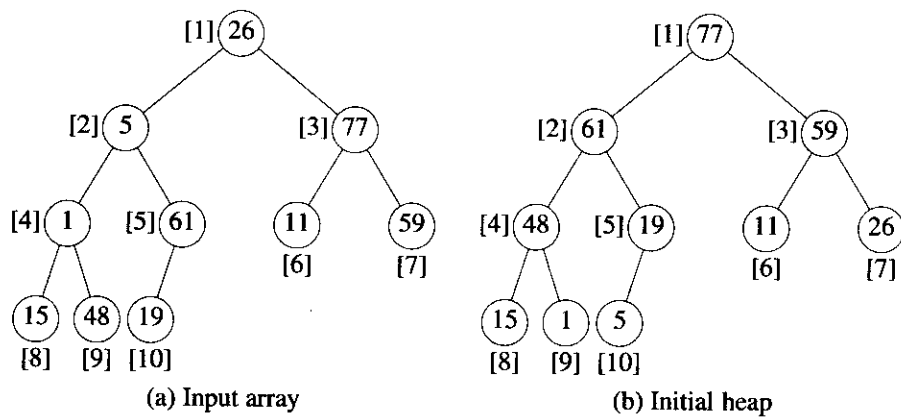 [1] 26
[2] 5 [3] 77
[4] 1 [5] 61 11 59
[6] [7]
15 48 19
[8] [9] [10]
(a) Input array
[1] 77
[2] 61 [3] 59
[4] 48 [5] 19 11 26
[6] [7]
15 1 5
[8] [9] [10]
(b) Initial heap